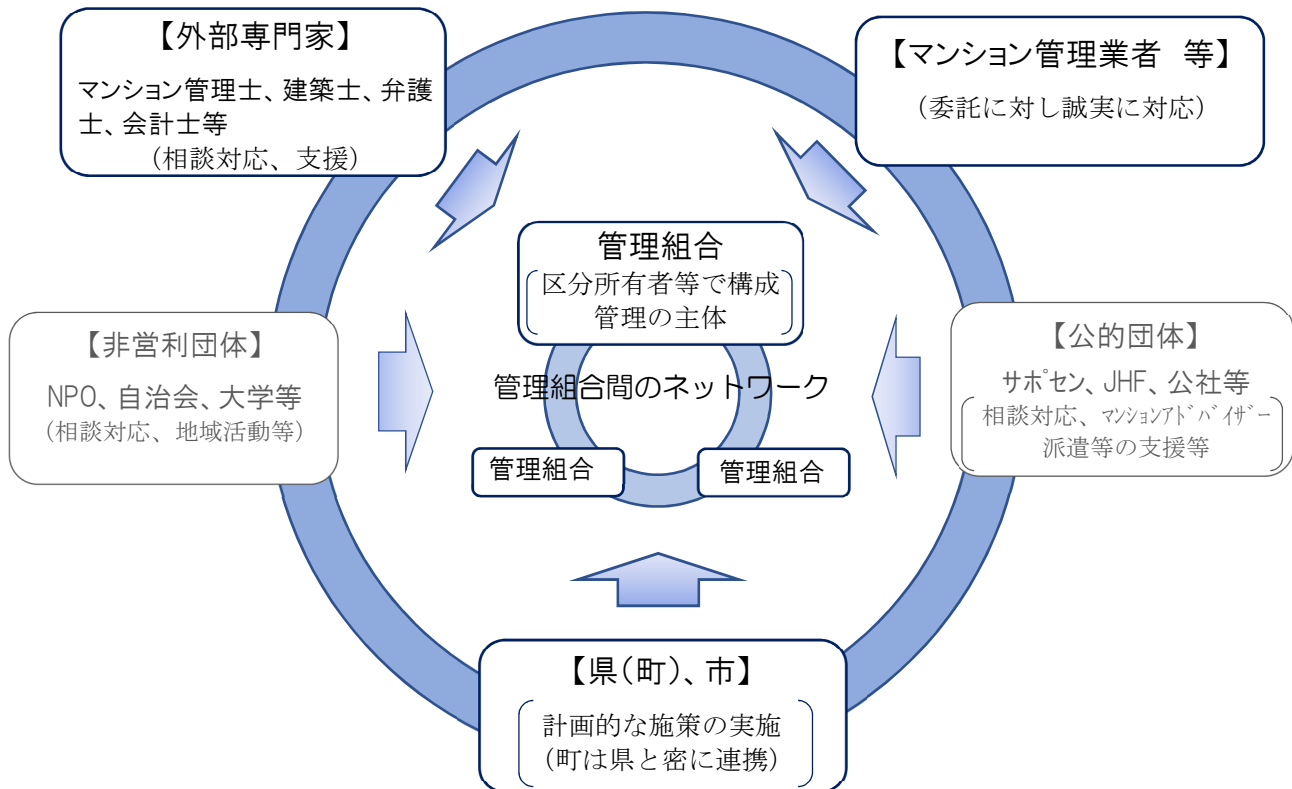 【外部専門家】
マンション管理士、建築士、弁護
士、会計士等
(相談対応、支援)
【マンション管理業者 等】
(委託に対し誠実に対応)
管理組合
区分所有者等で構成
管理の主体
【非営利団体】
NPO、自治会、大学等
(相談対応、地域活動等)
管理組合間のネットワーク
【公的団体】
サポセン、JHF、公社等
相談対応、マンションアドバイザー
派遣等の支援等
管理組合
管理組合
【県(町)、市】
計画的な施策の実施
(町は県と密に連携)